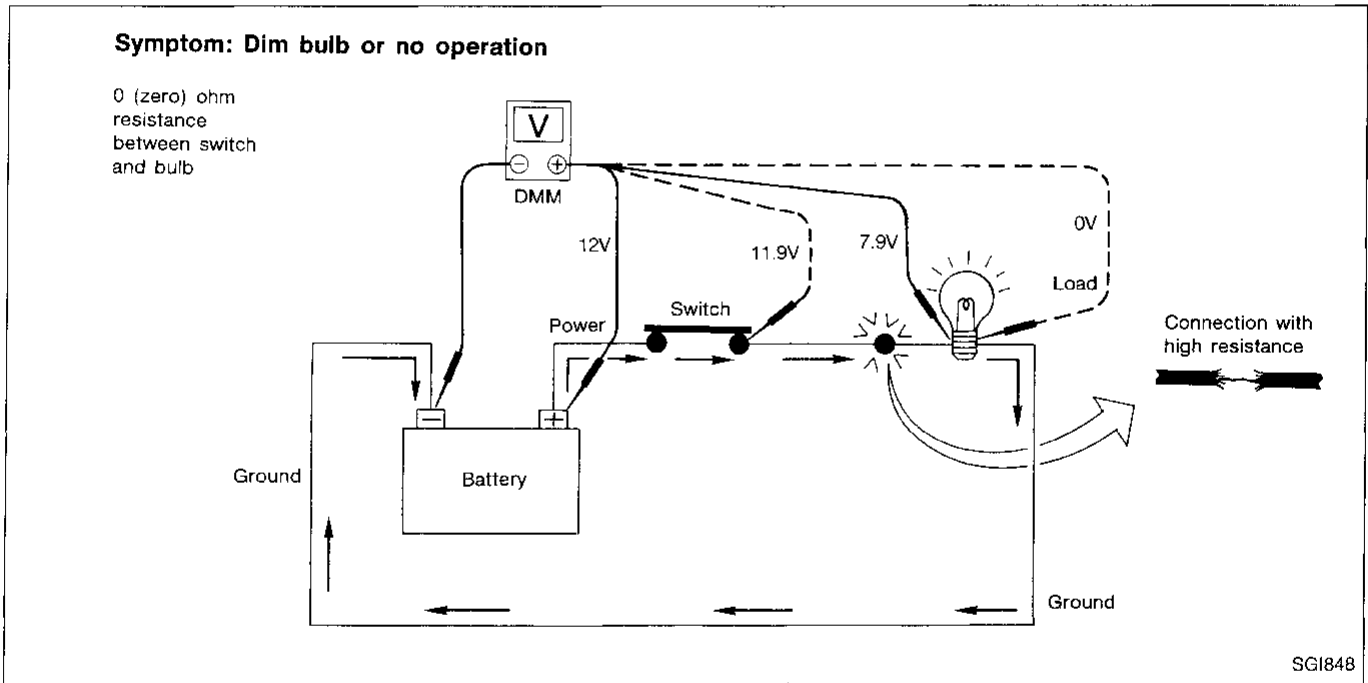 Symptom: Dim bulb or no operation
0 (zero) ohm
resistance
between switch
and bulb
V
− +
DMM
12V
11.9V
7.9V
0V
Load
Switch
Power
Connection with
high resistance
− +
Ground
Battery
Ground
SGI848